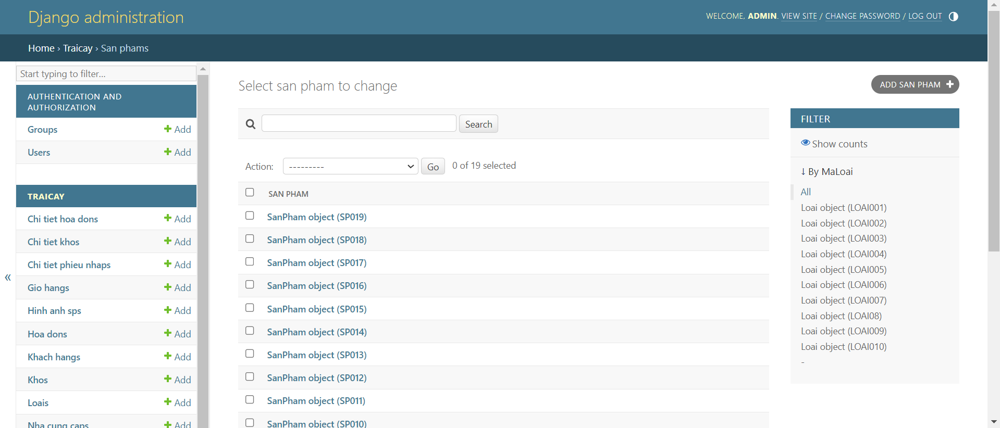 Django administration
WELCOME, ADMIN. VIEW SITE / CHANGE PASSWORD / LOG OUT
Home › Traicay › San phams
Start typing to filter...
AUTHENTICATION AND
AUTHORIZATION
Groups Add
Users Add
TRAICAY
Chi tiet hoa dons Add
Chi tiet khos Add
Chi tiet phieu nhaps Add
Gio hangs Add
Hinh anh sps Add
Hoa dons Add
Khach hangs Add
Khos Add
Loais Add
Nha cung caps Add
«
Select san pham to change
ADD SAN PHAM +
Search
Action: --------- Go 0 of 19 selected
SAN PHAM
SanPham object (SP019)
SanPham object (SP018)
SanPham object (SP017)
SanPham object (SP016)
SanPham object (SP015)
SanPham object (SP014)
SanPham object (SP013)
SanPham object (SP012)
SanPham object (SP011)
SanPham object (SP010)
FILTER
Show counts
↓ By MaLoai
All
Loai object (LOAI001)
Loai object (LOAI002)
Loai object (LOAI003)
Loai object (LOAI004)
Loai object (LOAI005)
Loai object (LOAI006)
Loai object (LOAI007)
Loai object (LOAI08)
Loai object (LOAI009)
Loai object (LOAI010)
-